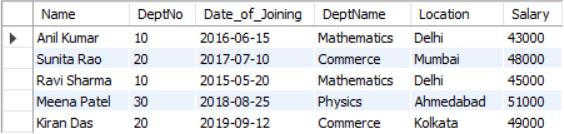 Name DeptNo Date_of_Joining DeptName Location Salary
Anil Kumar 10 2016-06-15 Mathematics Delhi 43000
Sunita Rao 20 2017-07-10 Commerce Mumbai 48000
Ravi Sharma 10 2015-05-20 Mathematics Delhi 45000
Meena Patel 30 2018-08-25 Physics Ahmedabad 51000
Kiran Das 20 2019-09-12 Commerce Kolkata 49000